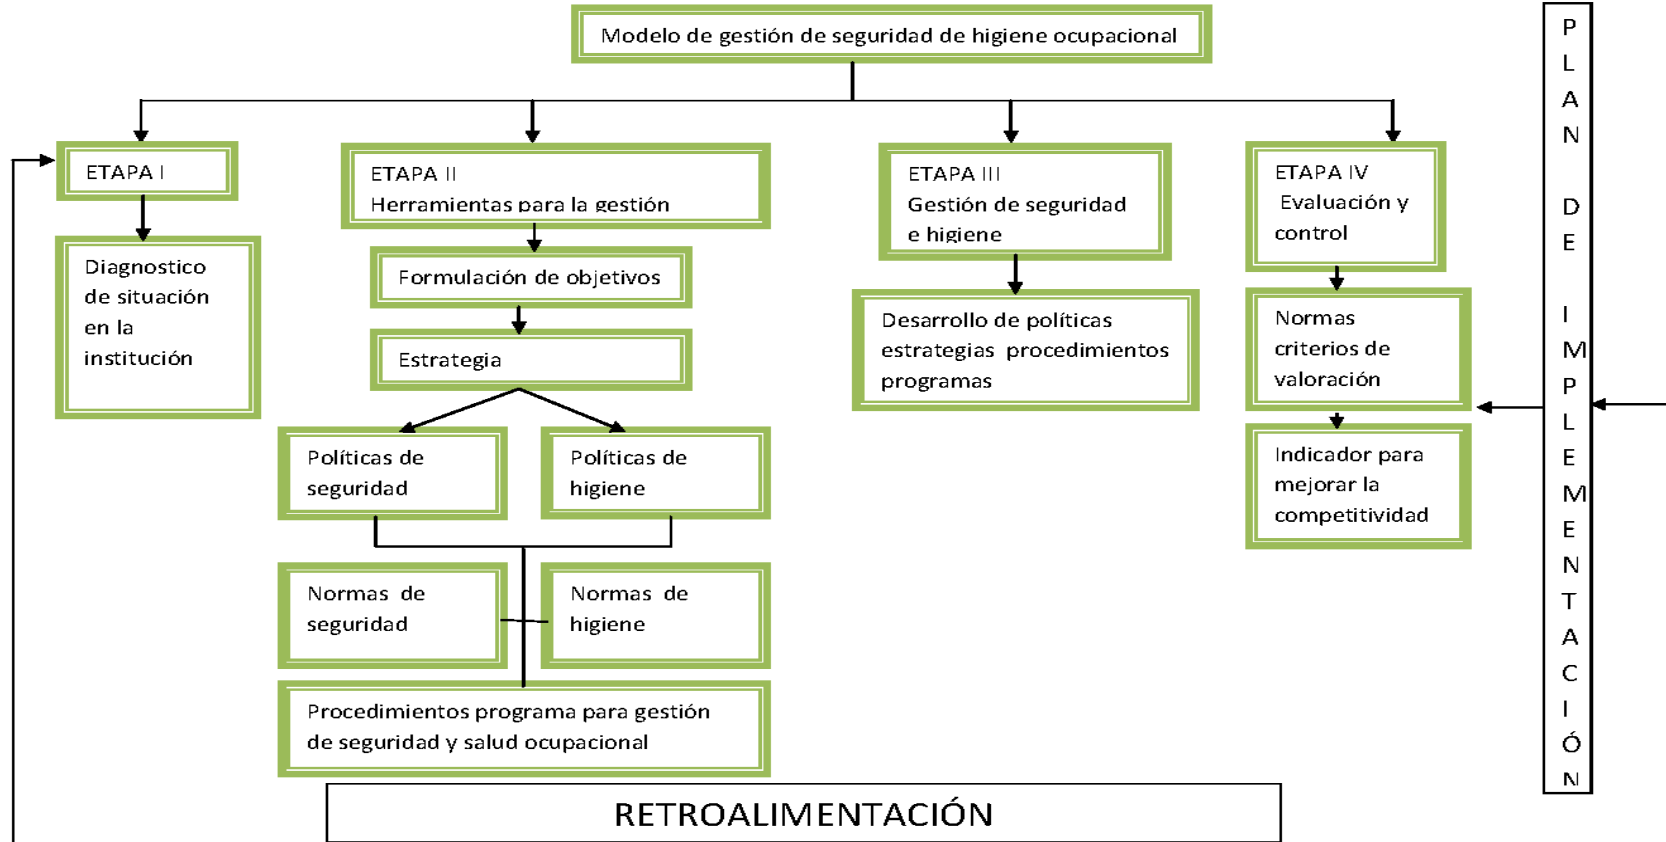 Modelo de gestión de seguridad de higiene ocupacional
ETAPA I
Diagnostico
de situación
en la
institución
ETAPA II
Herramientas para la gestión
Formulación de objetivos
Estrategia
Políticas de
seguridad
Políticas de
higiene
Normas de
seguridad
Normas de
higiene
Procedimientos programa para gestión
de seguridad y salud ocupacional
ETAPA III
Gestión de seguridad
e higiene
Desarrollo de políticas
estrategias procedimientos
programas
ETAPA IV
Evaluación y
control
Normas
criterios de
valoración
Indicador para
mejorar la
competitividad
PLAN DE IMPLEMENTACIÓN
RETROALIMENTACIÓN